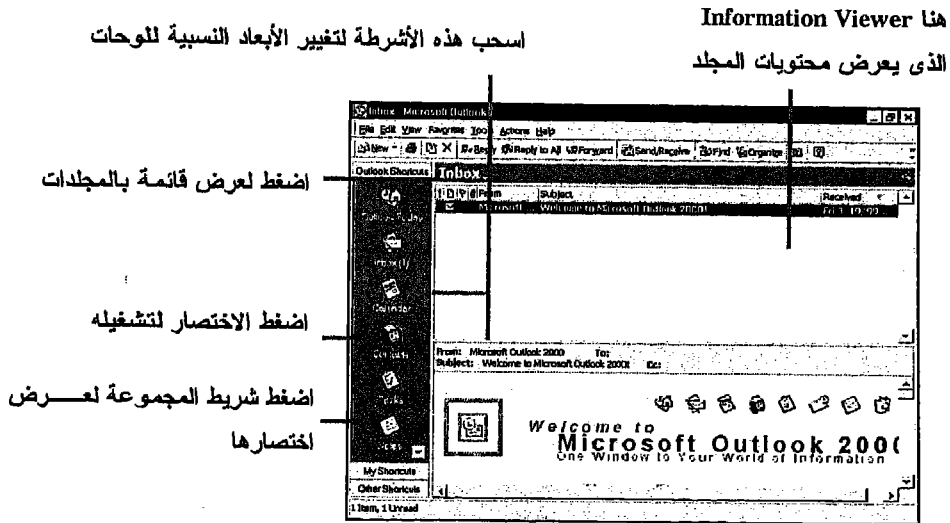 هنا Information Viewer
الذى يعرض محتويات المجلد
اسحب هذه الأشرطة لتغيير الأبعاد النسبية للوحات
اضغط لعرض قائمة بالمجلدات
اضغط الاختصار لتشغيله
اضغط شريط المجموعة لعـــرض
اختصارها
Inbox - Microsoft Outlook
File Edit View Favorites Tools Actions Help
New Reply Reply to All Forward Send/Receive Find Organize
Outlook Shortcuts Inbox
From Subject Received
Microsoft ... Welcome to Microsoft Outlook 2000!
Inbox (1)
Calendar
Contacts
Tasks
From: Microsoft Outlook 2000 To:
Subject: Welcome to Microsoft Outlook 2000! Cc:
Welcome to
Microsoft Outlook 200
One Window to Your World of Information
My Shortcuts
Other Shortcuts
1 Item, 1 Unread